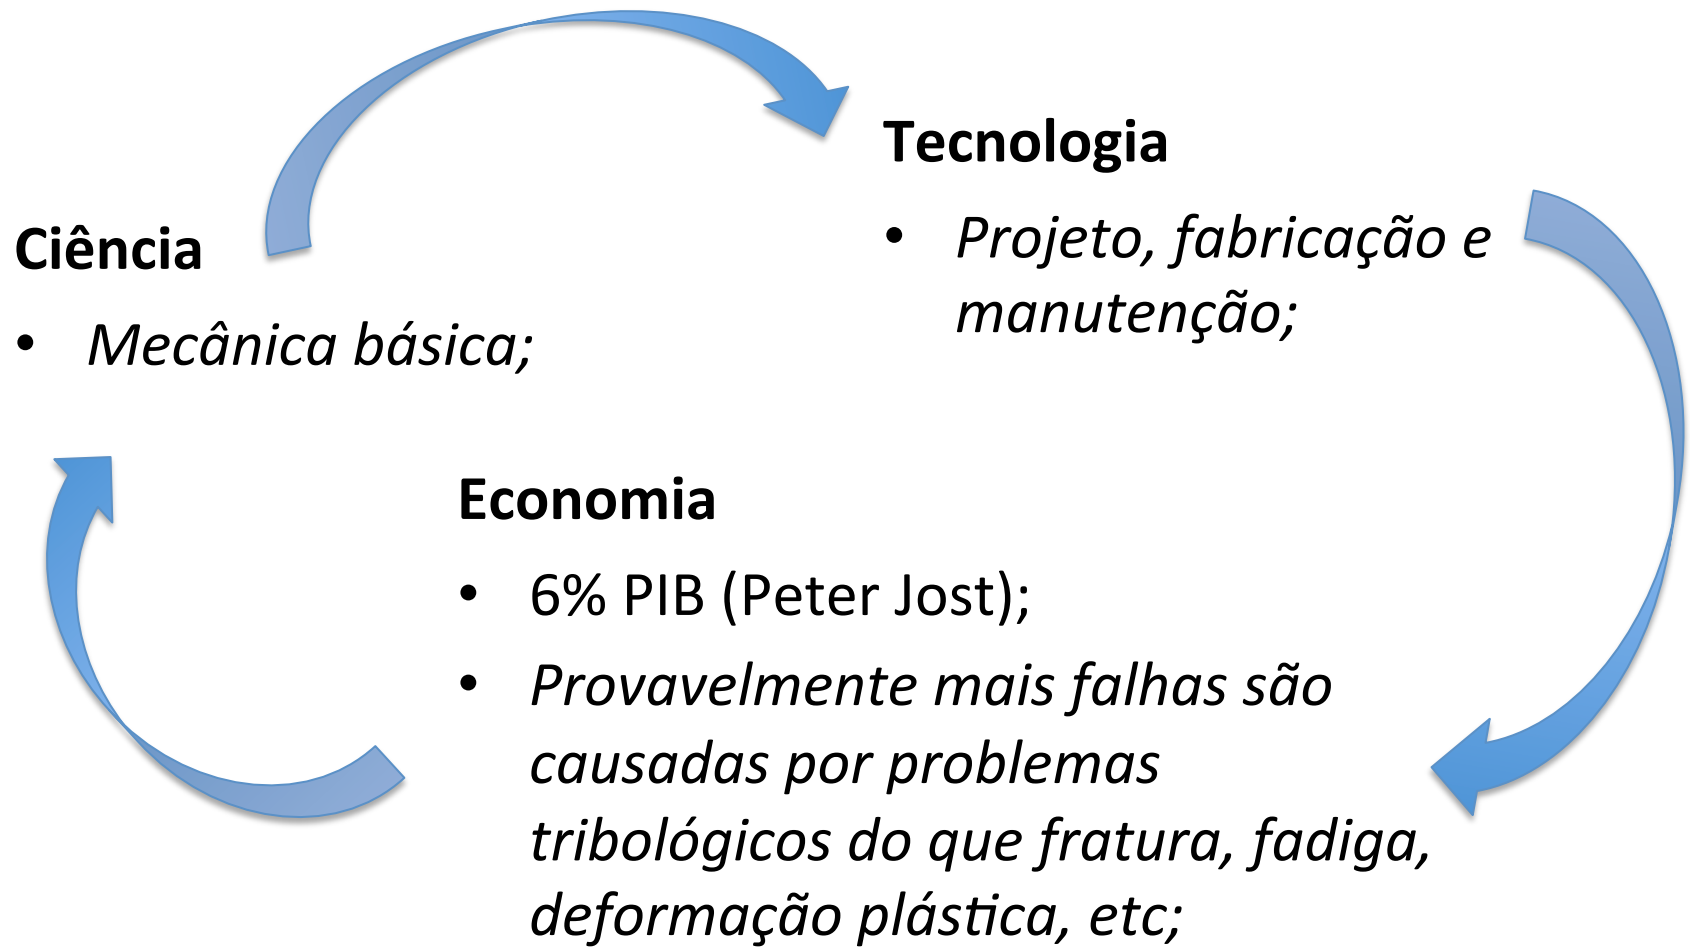 Ciência
• Mecânica básica;
Tecnologia
• Projeto, fabricação e
manutenção;
Economia
• 6% PIB (Peter Jost);
• Provavelmente mais falhas são
causadas por problemas
tribológicos do que fratura, fadiga,
deformação plástica, etc;